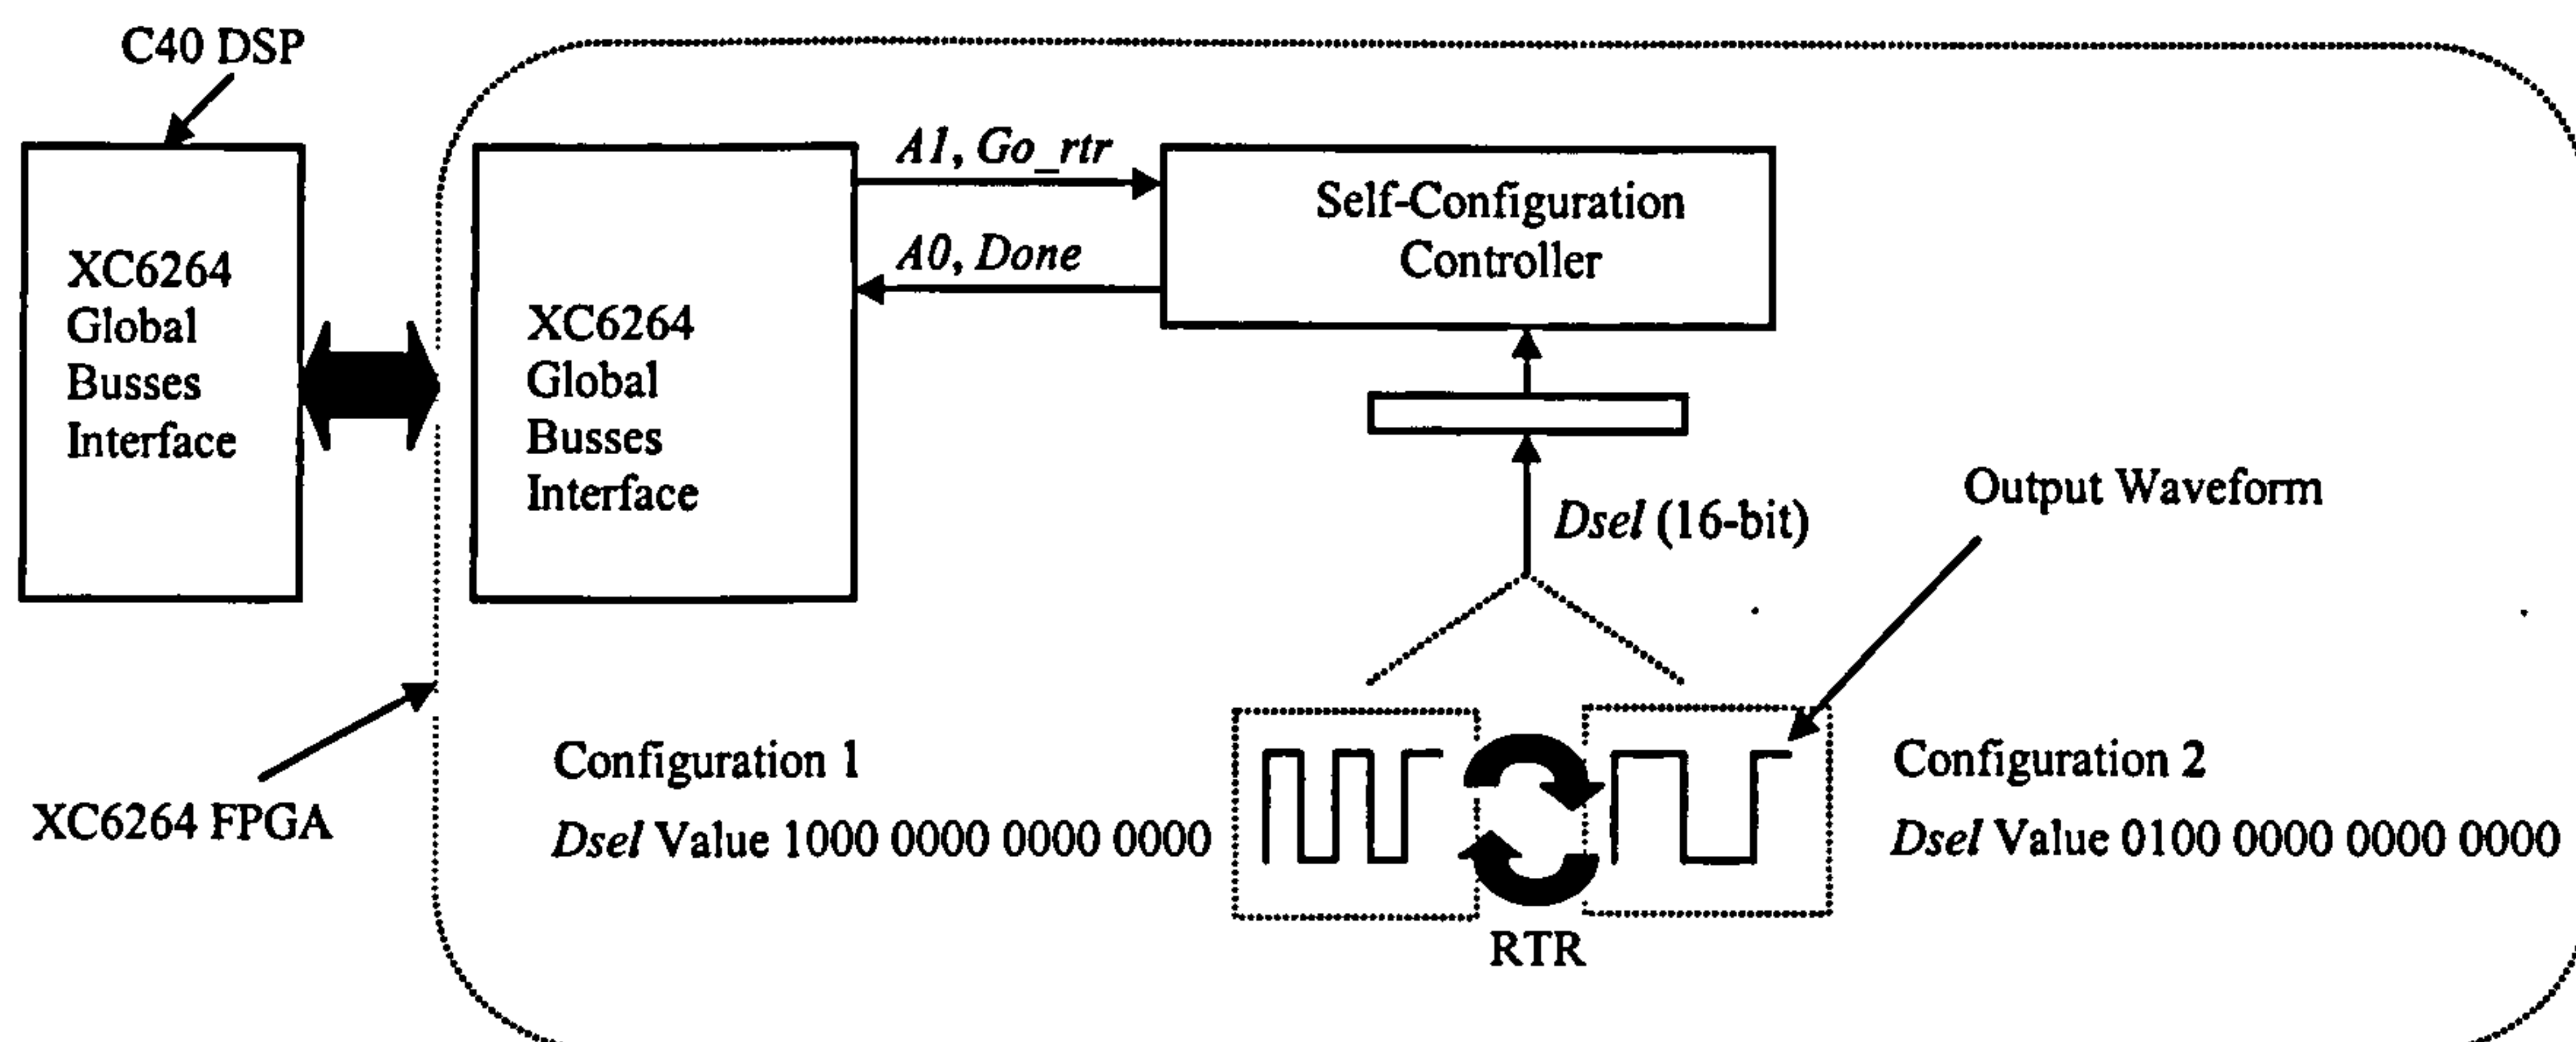 C40 DSP
XC6264
Global
Busses
Interface
XC6264
Global
Busses
Interface
A1, Go_rtr
A0, Done
Self-Configuration
Controller
Dsel (16-bit)
Output Waveform
XC6264 FPGA
Configuration 1
Dsel Value 1000 0000 0000 0000
RTR
Configuration 2
Dsel Value 0100 0000 0000 0000